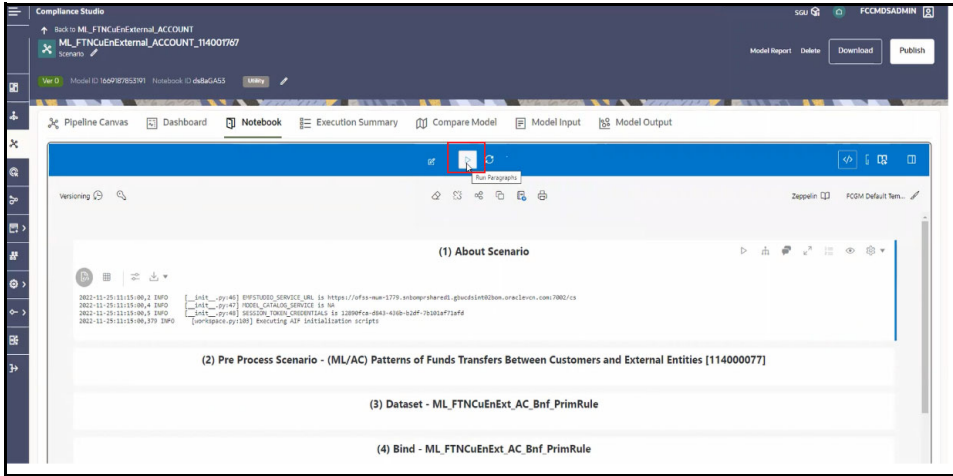 Compliance Studio
SGU
FCCMDSADMIN
Back to ML_FTNCuEnExternal_ACCOUNT
ML_FTNCuEnExternal_ACCOUNT_114001767
Scenario
Model Report Delete Download Publish
Ver 0 Model ID 1669187853191 Notebook ID ds8aGA53 Utility
Pipeline Canvas Dashboard Notebook Execution Summary Compare Model Model Input Model Output
Run Paragraphs
Versioning Zeppelin FCGM Default Tem...
(1) About Scenario
2022-11-25:11:15:00,2 INFO [__init__.py:46] EMFSTUDIO_SERVICE_URL is https://ofss-mum-1779.snbomprshared1.gbucdsint02bom.oraclevcn.com:7002/cs
2022-11-25:11:15:00,4 INFO [__init__.py:47] MODEL_CATALOG_SERVICE is NA
2022-11-25:11:15:00,5 INFO [__init__.py:48] SESSION_TOKEN_CREDENTIALS is
2022-11-25:11:15:00,379 INFO [workspace.py:105] Executing AIF initialization scripts
(2) Pre Process Scenario - (ML/AC) Patterns of Funds Transfers Between Customers and External Entities [114000077]
(3) Dataset - ML_FTNCuEnExt_AC_Bnf_PrimRule
(4) Bind - ML_FTNCuEnExt_AC_Bnf_PrimRule